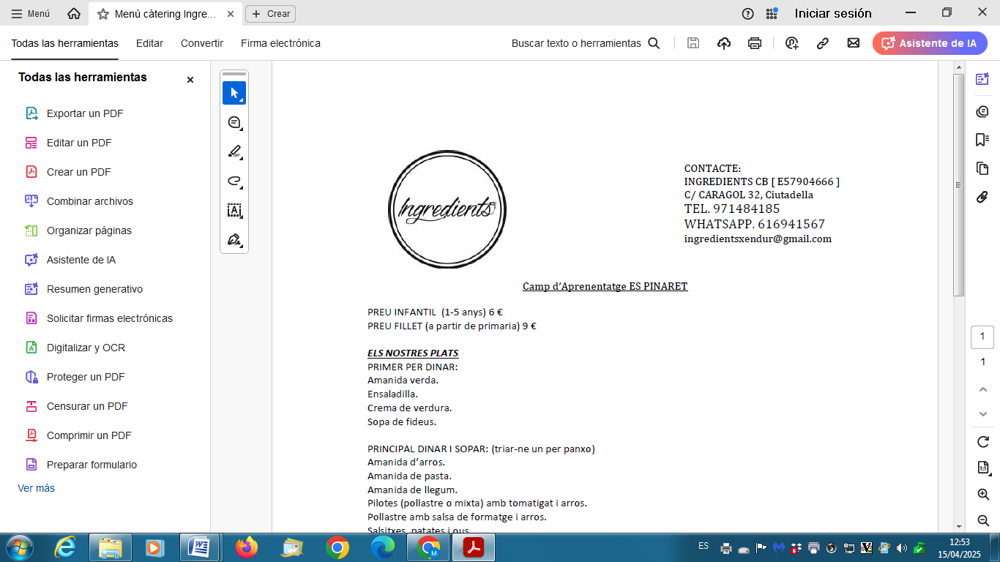 Menú
Menú càtering Ingre...
Crear
Iniciar sesión
Todas las herramientas
Editar
Convertir
Firma electrónica
Buscar texto o herramientas
Asistente de IA
Todas las herramientas
Exportar un PDF
Editar un PDF
Crear un PDF
Combinar archivos
Organizar páginas
Asistente de IA
Resumen generativo
Solicitar firmas electrónicas
Digitalizar y OCR
Proteger un PDF
Censurar un PDF
Comprimir un PDF
Preparar formulario
Ver más
Ingredients
CONTACTE:
INGREDIENTS CB [ E57904666 ]
C/ CARAGOL 32, Ciutadella
TEL. 971484185
WHATSAPP. 616941567
ingredientsxendur@gmail.com
Camp d'Aprenentatge ES PINARET
PREU INFANTIL (1-5 anys) 6 €
PREU FILLET (a partir de primaria) 9 €
ELS NOSTRES PLATS
PRIMER PER DINAR:
Amanida verda.
Ensaladilla.
Crema de verdura.
Sopa de fideus.
PRINCIPAL DINAR I SOPAR: (triar-ne un per panxo)
Amanida d’arros.
Amanida de pasta.
Amanida de llegum.
Pilotes (pollastre o mixta) amb tomatigat i arros.
Pollastre amb salsa de formatge i arros.
Salsitxes, patates i ous
1
1
1:1
ES
12:53
15/04/2025